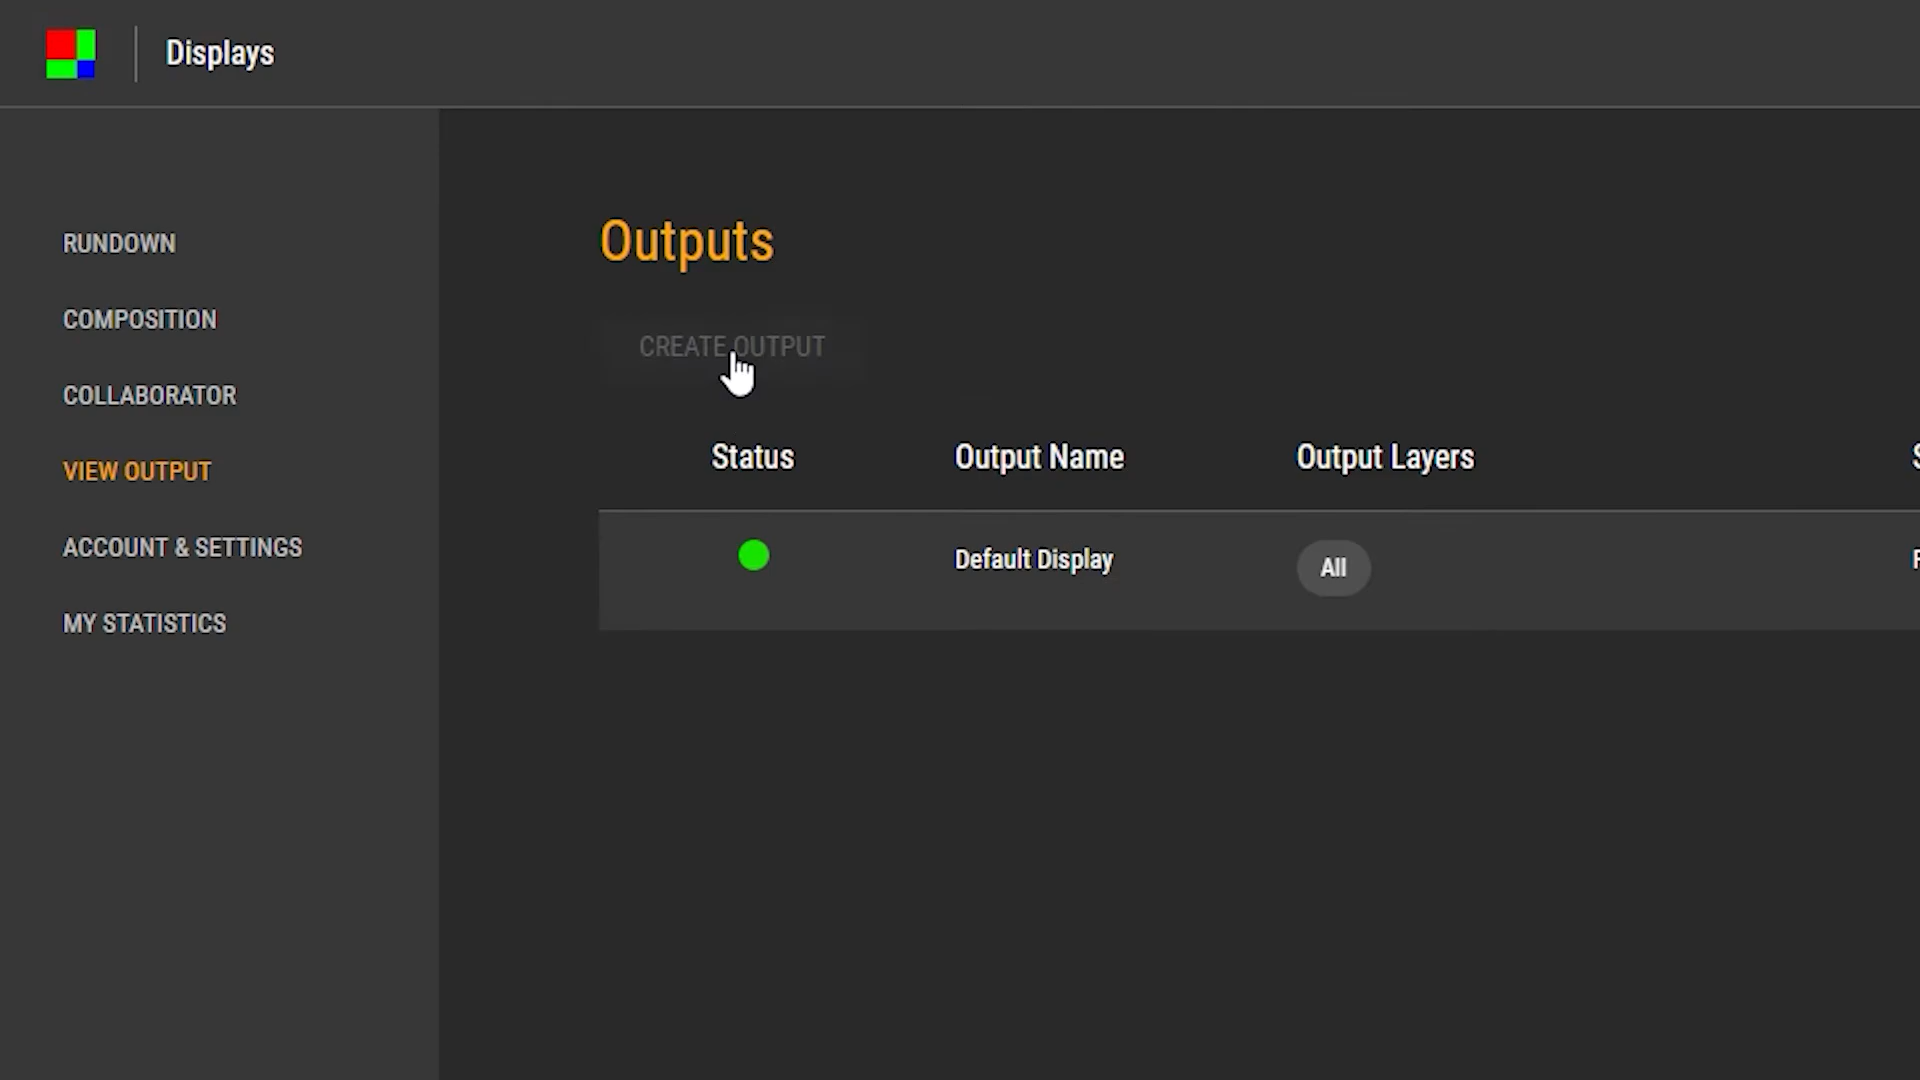 Displays
RUNDOWN
COMPOSITION
COLLABORATOR
VIEW OUTPUT
ACCOUNT & SETTINGS
MY STATISTICS
Outputs
CREATE OUTPUT
Status Output Name Output Layers
Default Display All